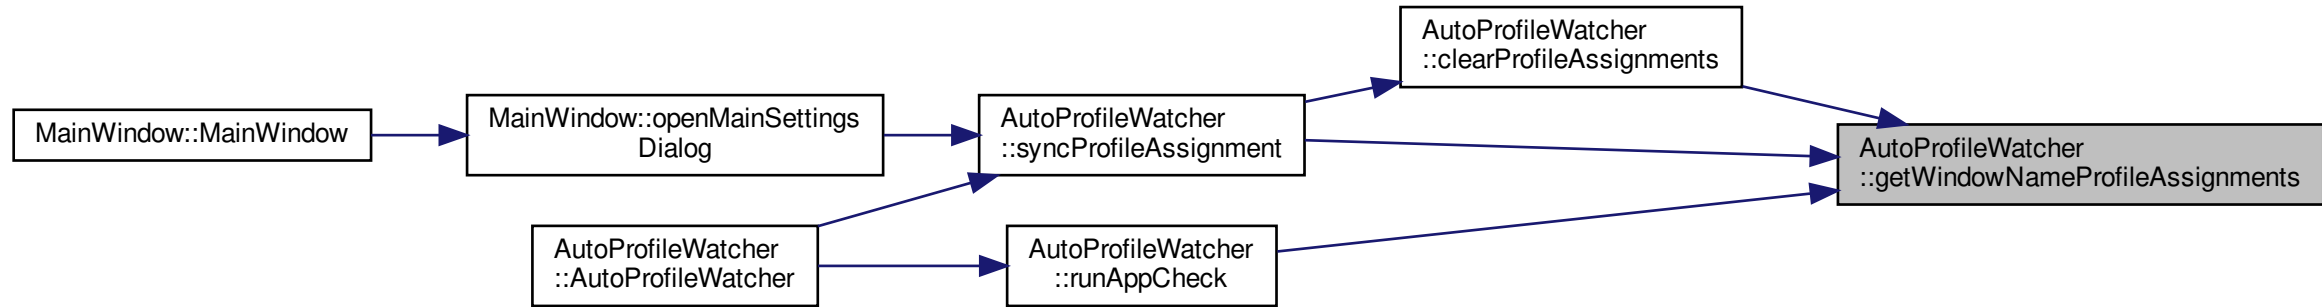 MainWindow::MainWindow
MainWindow::openMainSettings
Dialog
AutoProfileWatcher
::syncProfileAssignment
AutoProfileWatcher
::AutoProfileWatcher
AutoProfileWatcher
::runAppCheck
AutoProfileWatcher
::clearProfileAssignments
AutoProfileWatcher
::getWindowNameProfileAssignments